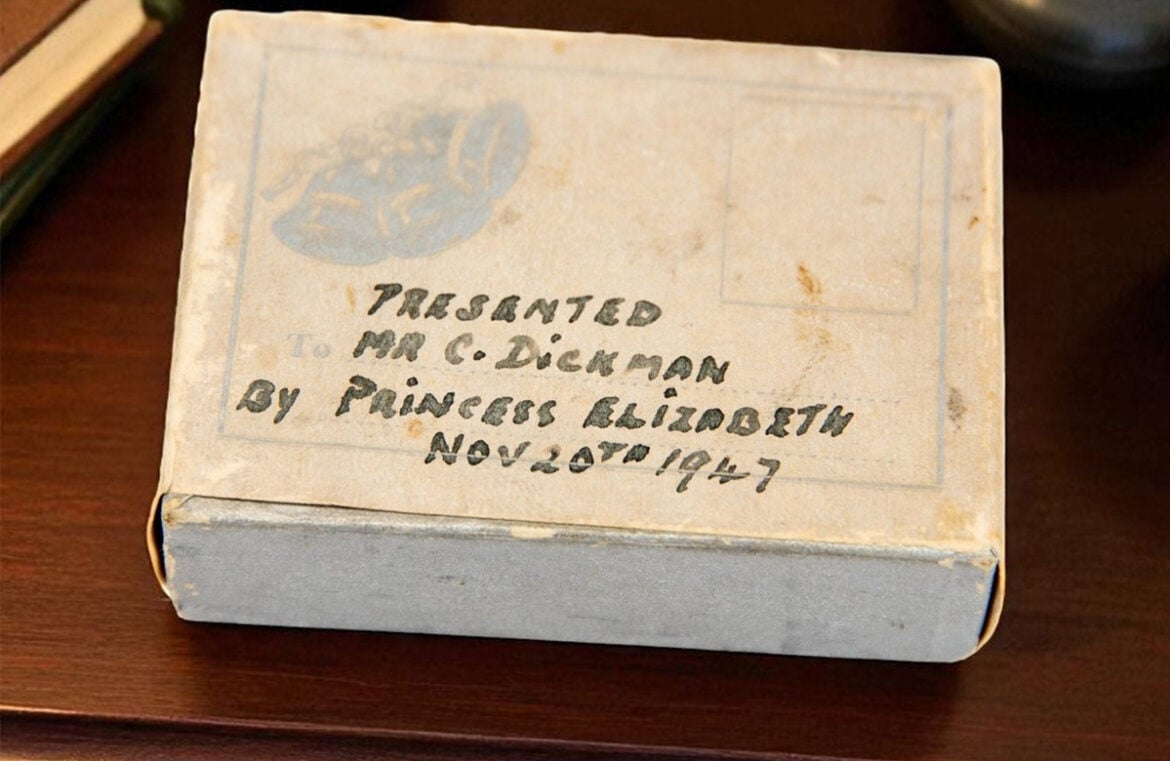 PRESENTED
To MR C. DiCKMAN
By PRiNCESS ELiZABETH
NOV 20TH 1947